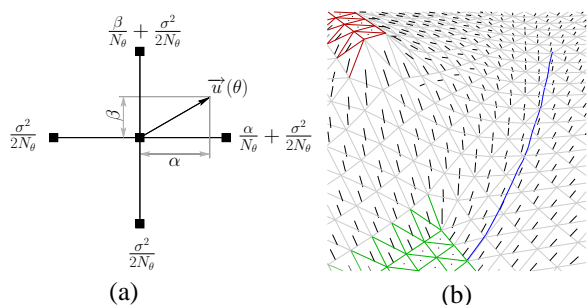 β/N_θ + σ²/2N_θ
u⃗(θ)
β
σ²/2N_θ
α/N_θ + σ²/2N_θ
α
σ²/2N_θ
(a) (b)